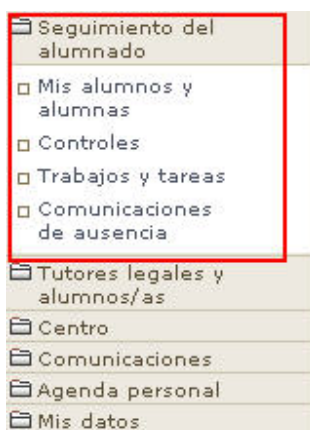 Seguimiento del
alumnado
Mis alumnos y
alumnas
Controles
Trabajos y tareas
Comunicaciones
de ausencia
Tutores legales y
alumnos/as
Centro
Comunicaciones
Agenda personal
Mis datos